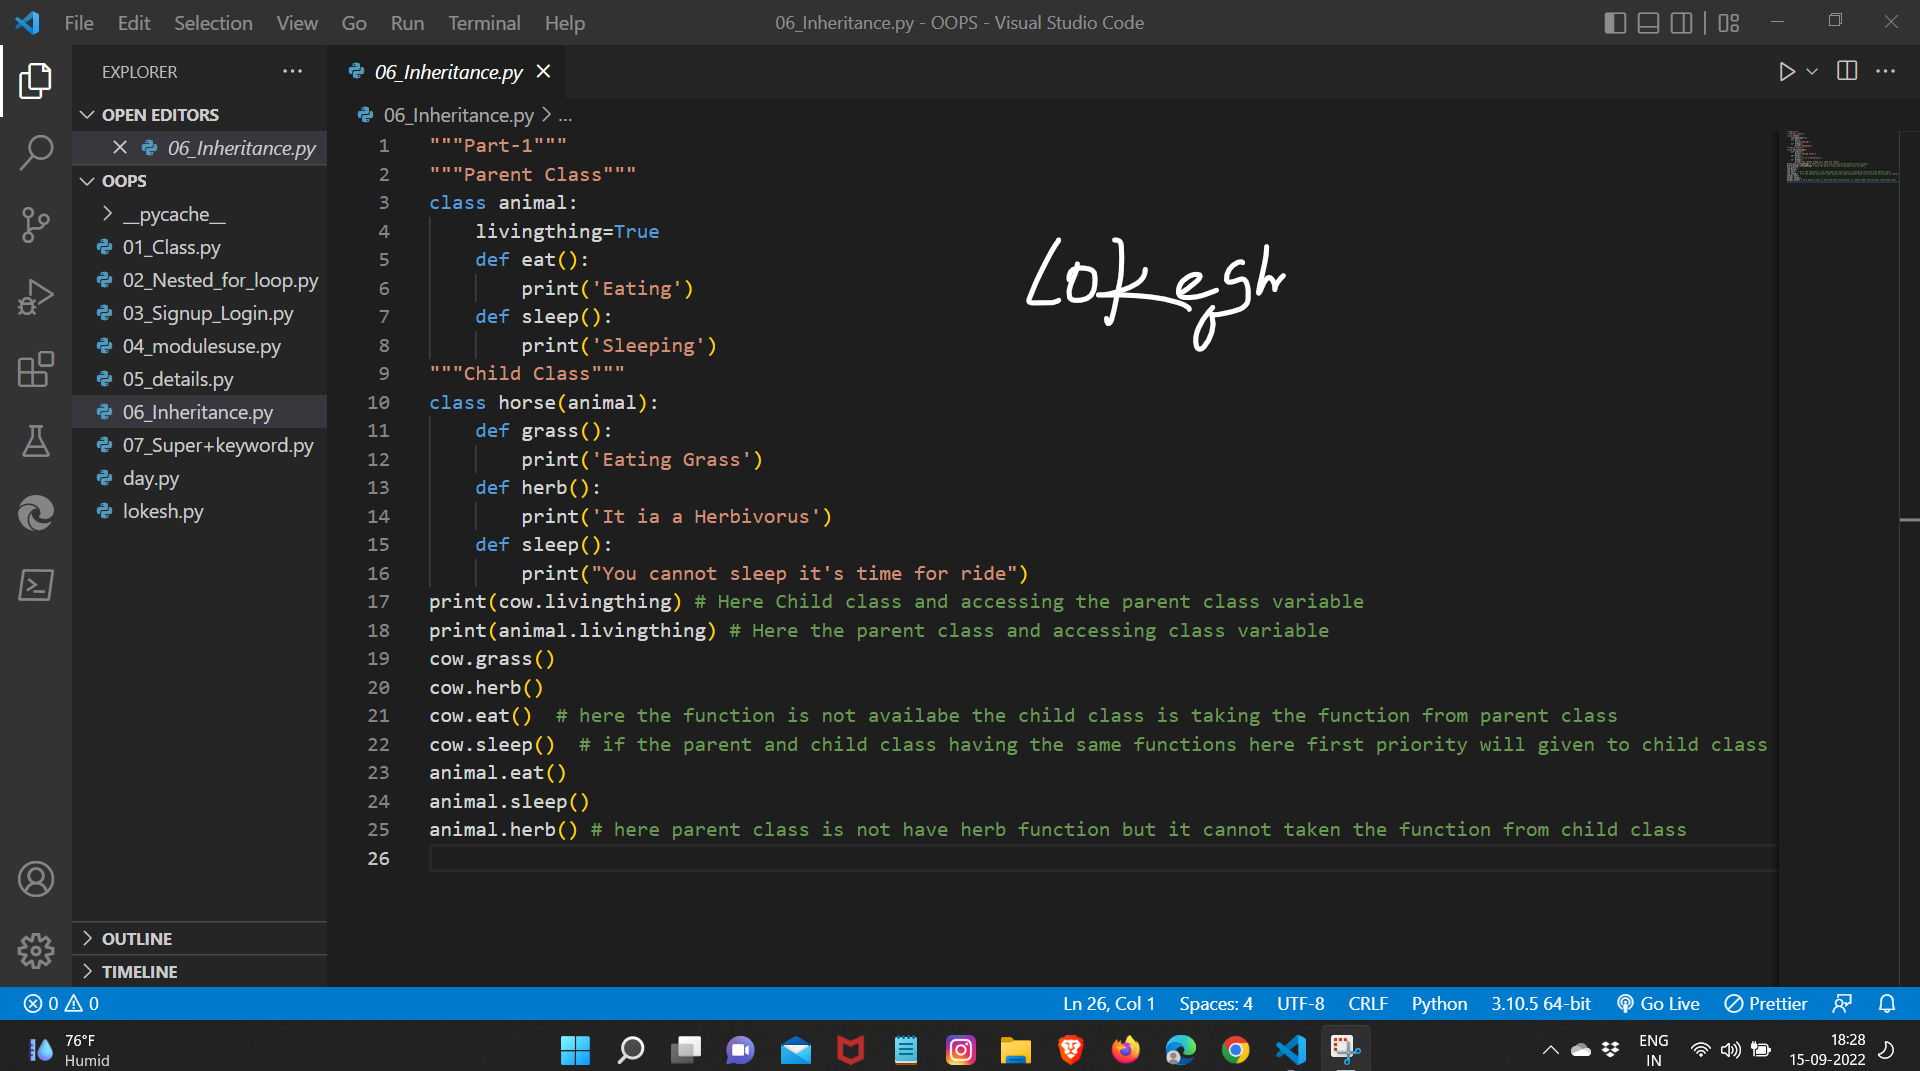 File Edit Selection View Go Run Terminal Help 06_Inheritance.py - OOPS - Visual Studio Code
EXPLORER
OPEN EDITORS
06_Inheritance.py
OOPS
__pycache__
01_Class.py
02_Nested_for_loop.py
03_Signup_Login.py
04_modulesuse.py
05_details.py
06_Inheritance.py
07_Super+keyword.py
day.py
lokesh.py
OUTLINE
TIMELINE
06_Inheritance.py
06_Inheritance.py > ...
1 """Part-1"""
2 """Parent Class"""
3 class animal:
4     livingthing=True
5     def eat():
6         print('Eating')
7     def sleep():
8         print('Sleeping')
9 """Child Class"""
10 class horse(animal):
11     def grass():
12         print('Eating Grass')
13     def herb():
14         print('It ia a Herbivorus')
15     def sleep():
16         print("You cannot sleep it's time for ride")
17 print(cow.livingthing) # Here Child class and accessing the parent class variable
18 print(animal.livingthing) # Here the parent class and accessing class variable
19 cow.grass()
20 cow.herb()
21 cow.eat()  # here the function is not availabe the child class is taking the function from parent class
22 cow.sleep()  # if the parent and child class having the same functions here first priority will given to child class
23 animal.eat()
24 animal.sleep()
25 animal.herb() # here parent class is not have herb function but it cannot taken the function from child class
26
Lokesh
0 0 Ln 26, Col 1 Spaces: 4 UTF-8 CRLF Python 3.10.5 64-bit Go Live Prettier
76°F
Humid
ENG
IN
18:28
15-09-2022